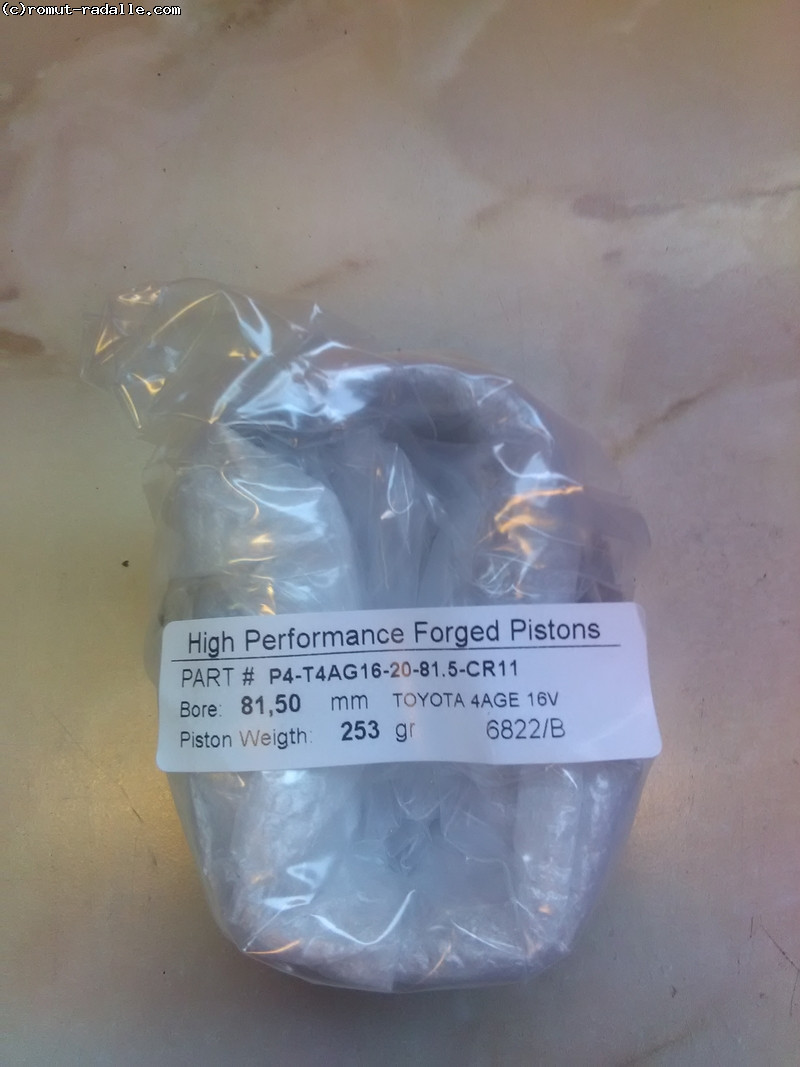 (c)romut-radalle.com
High Performance Forged Pistons
PART # P4-T4AG16-20-81.5-CR11
Bore: 81,50 mm TOYOTA 4AGE 16V
Piston Weigth: 253 gr 6822/B